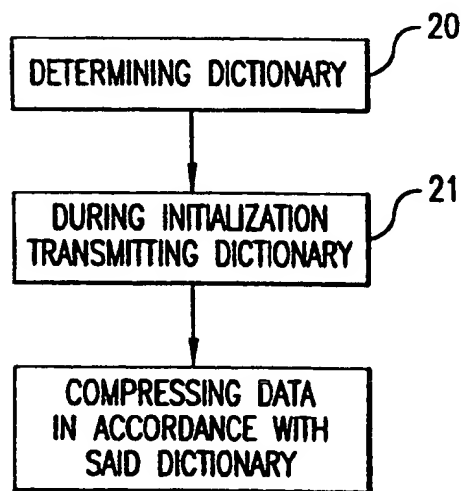 20
DETERMINING DICTIONARY
21
DURING INITIALIZATION
TRANSMITTING DICTIONARY
COMPRESSING DATA
IN ACCORDANCE WITH
SAID DICTIONARY